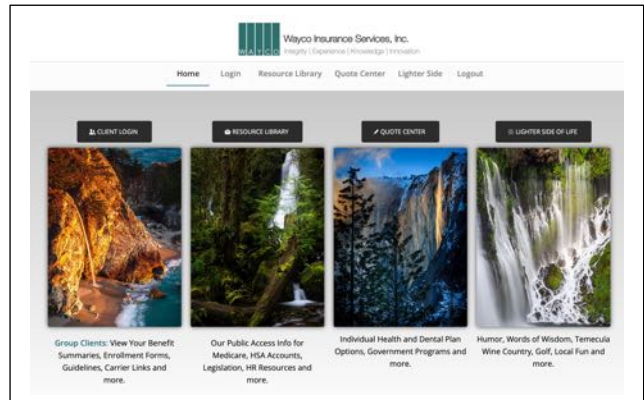 WAYCO
Wayco Insurance Services, Inc.
Integrity | Experience | Knowledge | Innovation
Home Login Resource Library Quote Center Lighter Side Logout
CLIENT LOGIN
RESOURCE LIBRARY
QUOTE CENTER
LIGHTER SIDE OF LIFE
Group Clients: View Your Benefit
Summaries, Enrollment Forms,
Guidelines, Carrier Links and
more.
Our Public Access Info for
Medicare, HSA Accounts,
Legislation, HR Resources and
more.
Individual Health and Dental Plan
Options, Government Programs and
more.
Humor, Words of Wisdom, Temecula
Wine Country, Golf, Local Fun and
more.